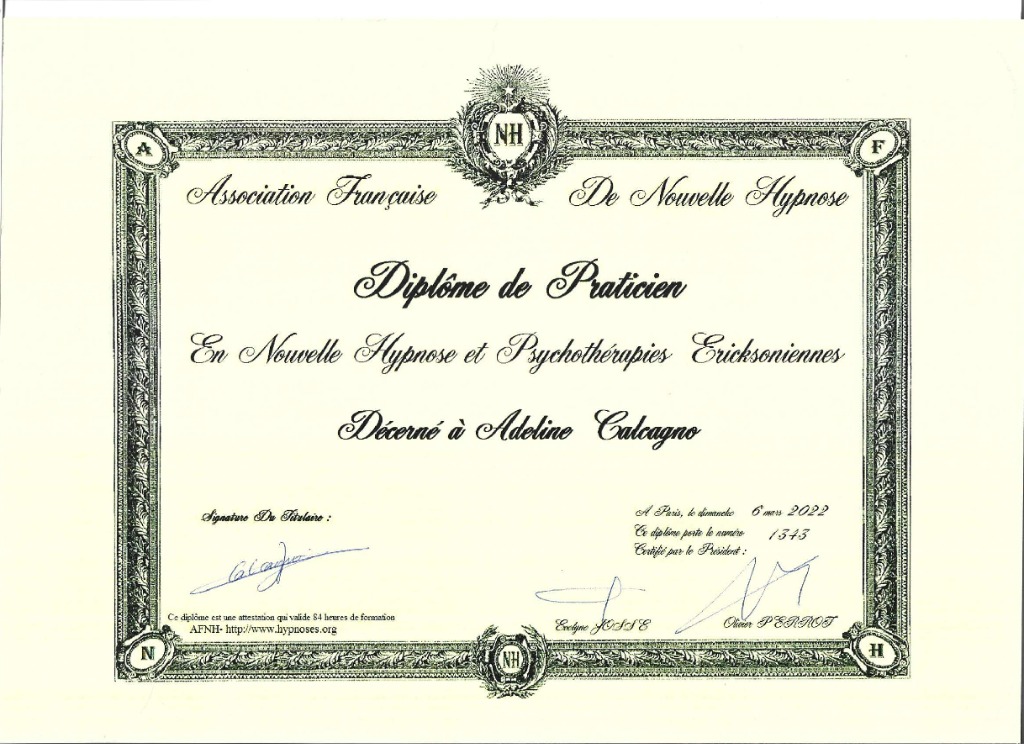 NH
A
F
Association Française De Nouvelle Hypnose
Diplôme de Praticien
En Nouvelle Hypnose et Psychothérapies Ericksoniennes
Décerné à Adeline Calcagno
Signature Du Titulaire :
A Paris, le dimanche 6 mars 2022
Ce diplôme porte le numéro 1343
Certifié par le Président :
Calcagno
Ce diplôme est une attestation qui valide 84 heures de formation
AFNH- http://www.hypnoses.org
Evelyne JOSSE
Olivier PERROT
N
NH
H